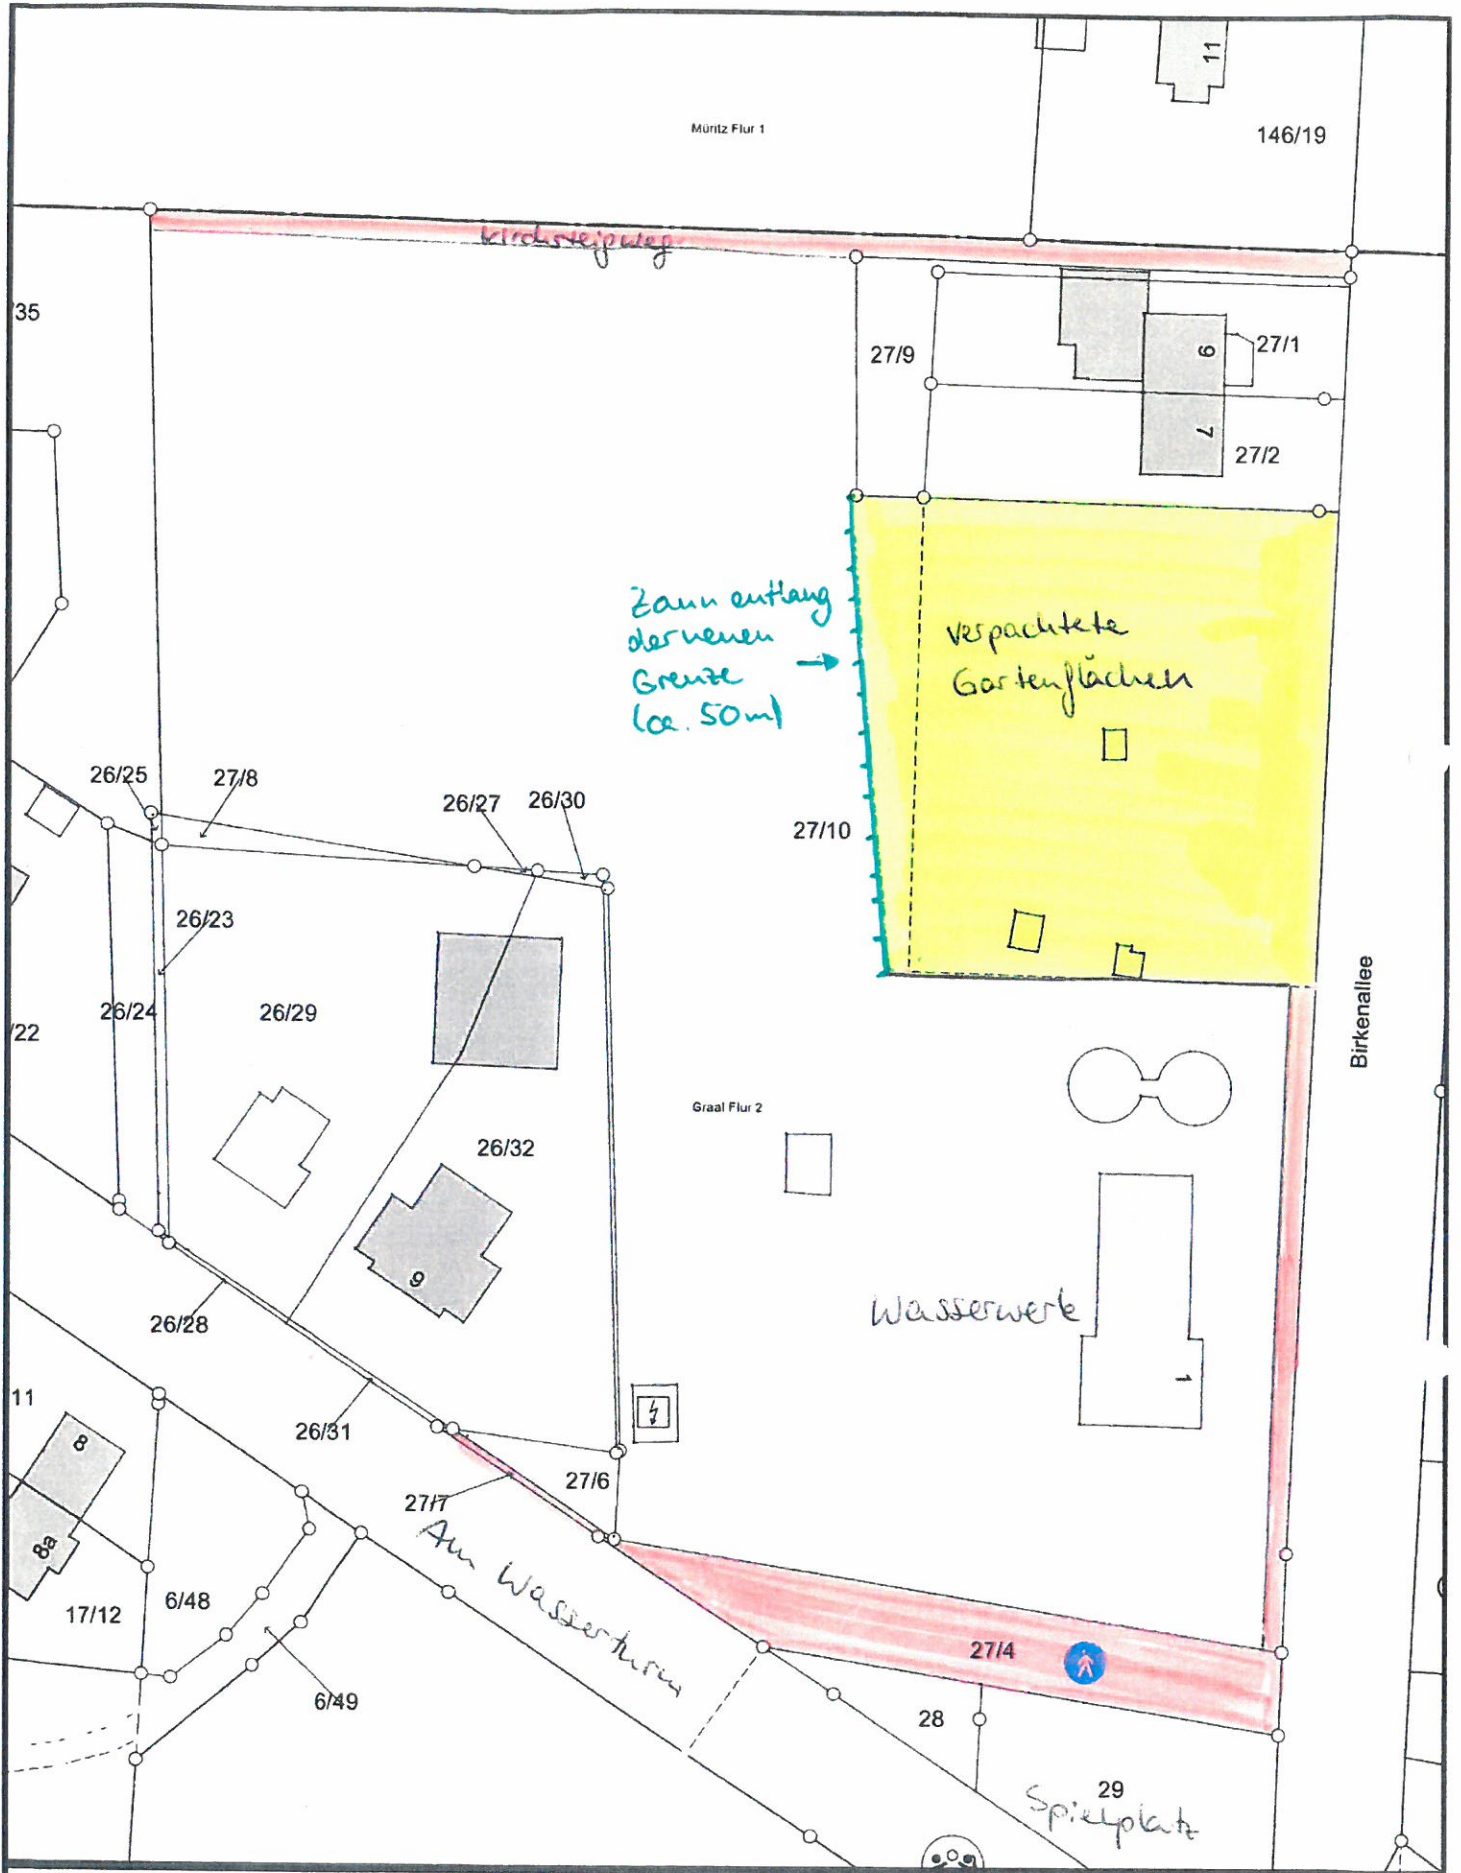 11
Müritz Flur 1
146/19
Kirchsteigweg
/35
27/9
9
27/1
7
27/2
Zaun entlang
der neuen
Grenze
(ca. 50m)
verpachtete
Gartenflächen
26/25
27/8
26/27
26/30
27/10
26/23
26/24
26/29
/22
Birkenallee
Graal Flur 2
26/32
9
Wasserwerk
26/28
1
11
26/31
8
27/6
27/7
8a
Am Wasserturm
17/12
6/48
27/4
6/49
28
29
Spielplatz